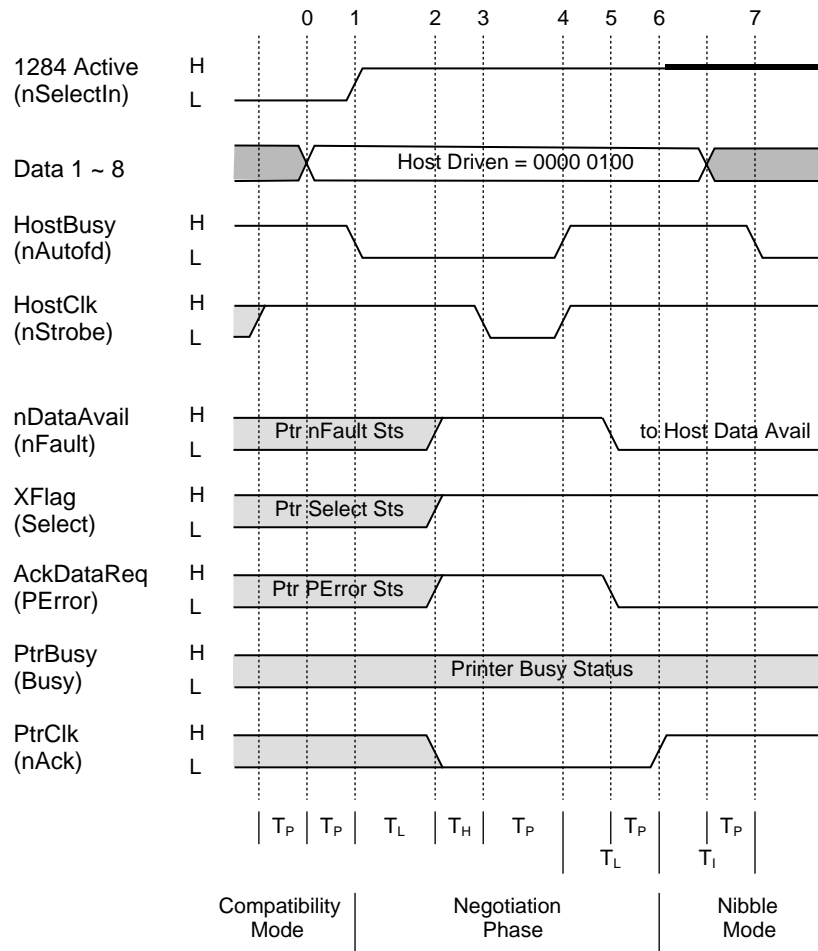 0 1 2 3 4 5 6 7
1284 Active H
(nSelectIn) L
Data 1 ~ 8 Host Driven = 0000 0100
HostBusy H
(nAutofd) L
HostClk H
(nStrobe) L
nDataAvail H
(nFault) L
Ptr nFault Sts to Host Data Avail
XFlag H
(Select) L
Ptr Select Sts
AckDataReq H
(PError) L
Ptr PError Sts
PtrBusy H
(Busy) L
Printer Busy Status
PtrClk H
(nAck) L
TP TP TL TH TP TP TP
TL TI
Compatibility Negotiation Nibble
Mode Phase Mode